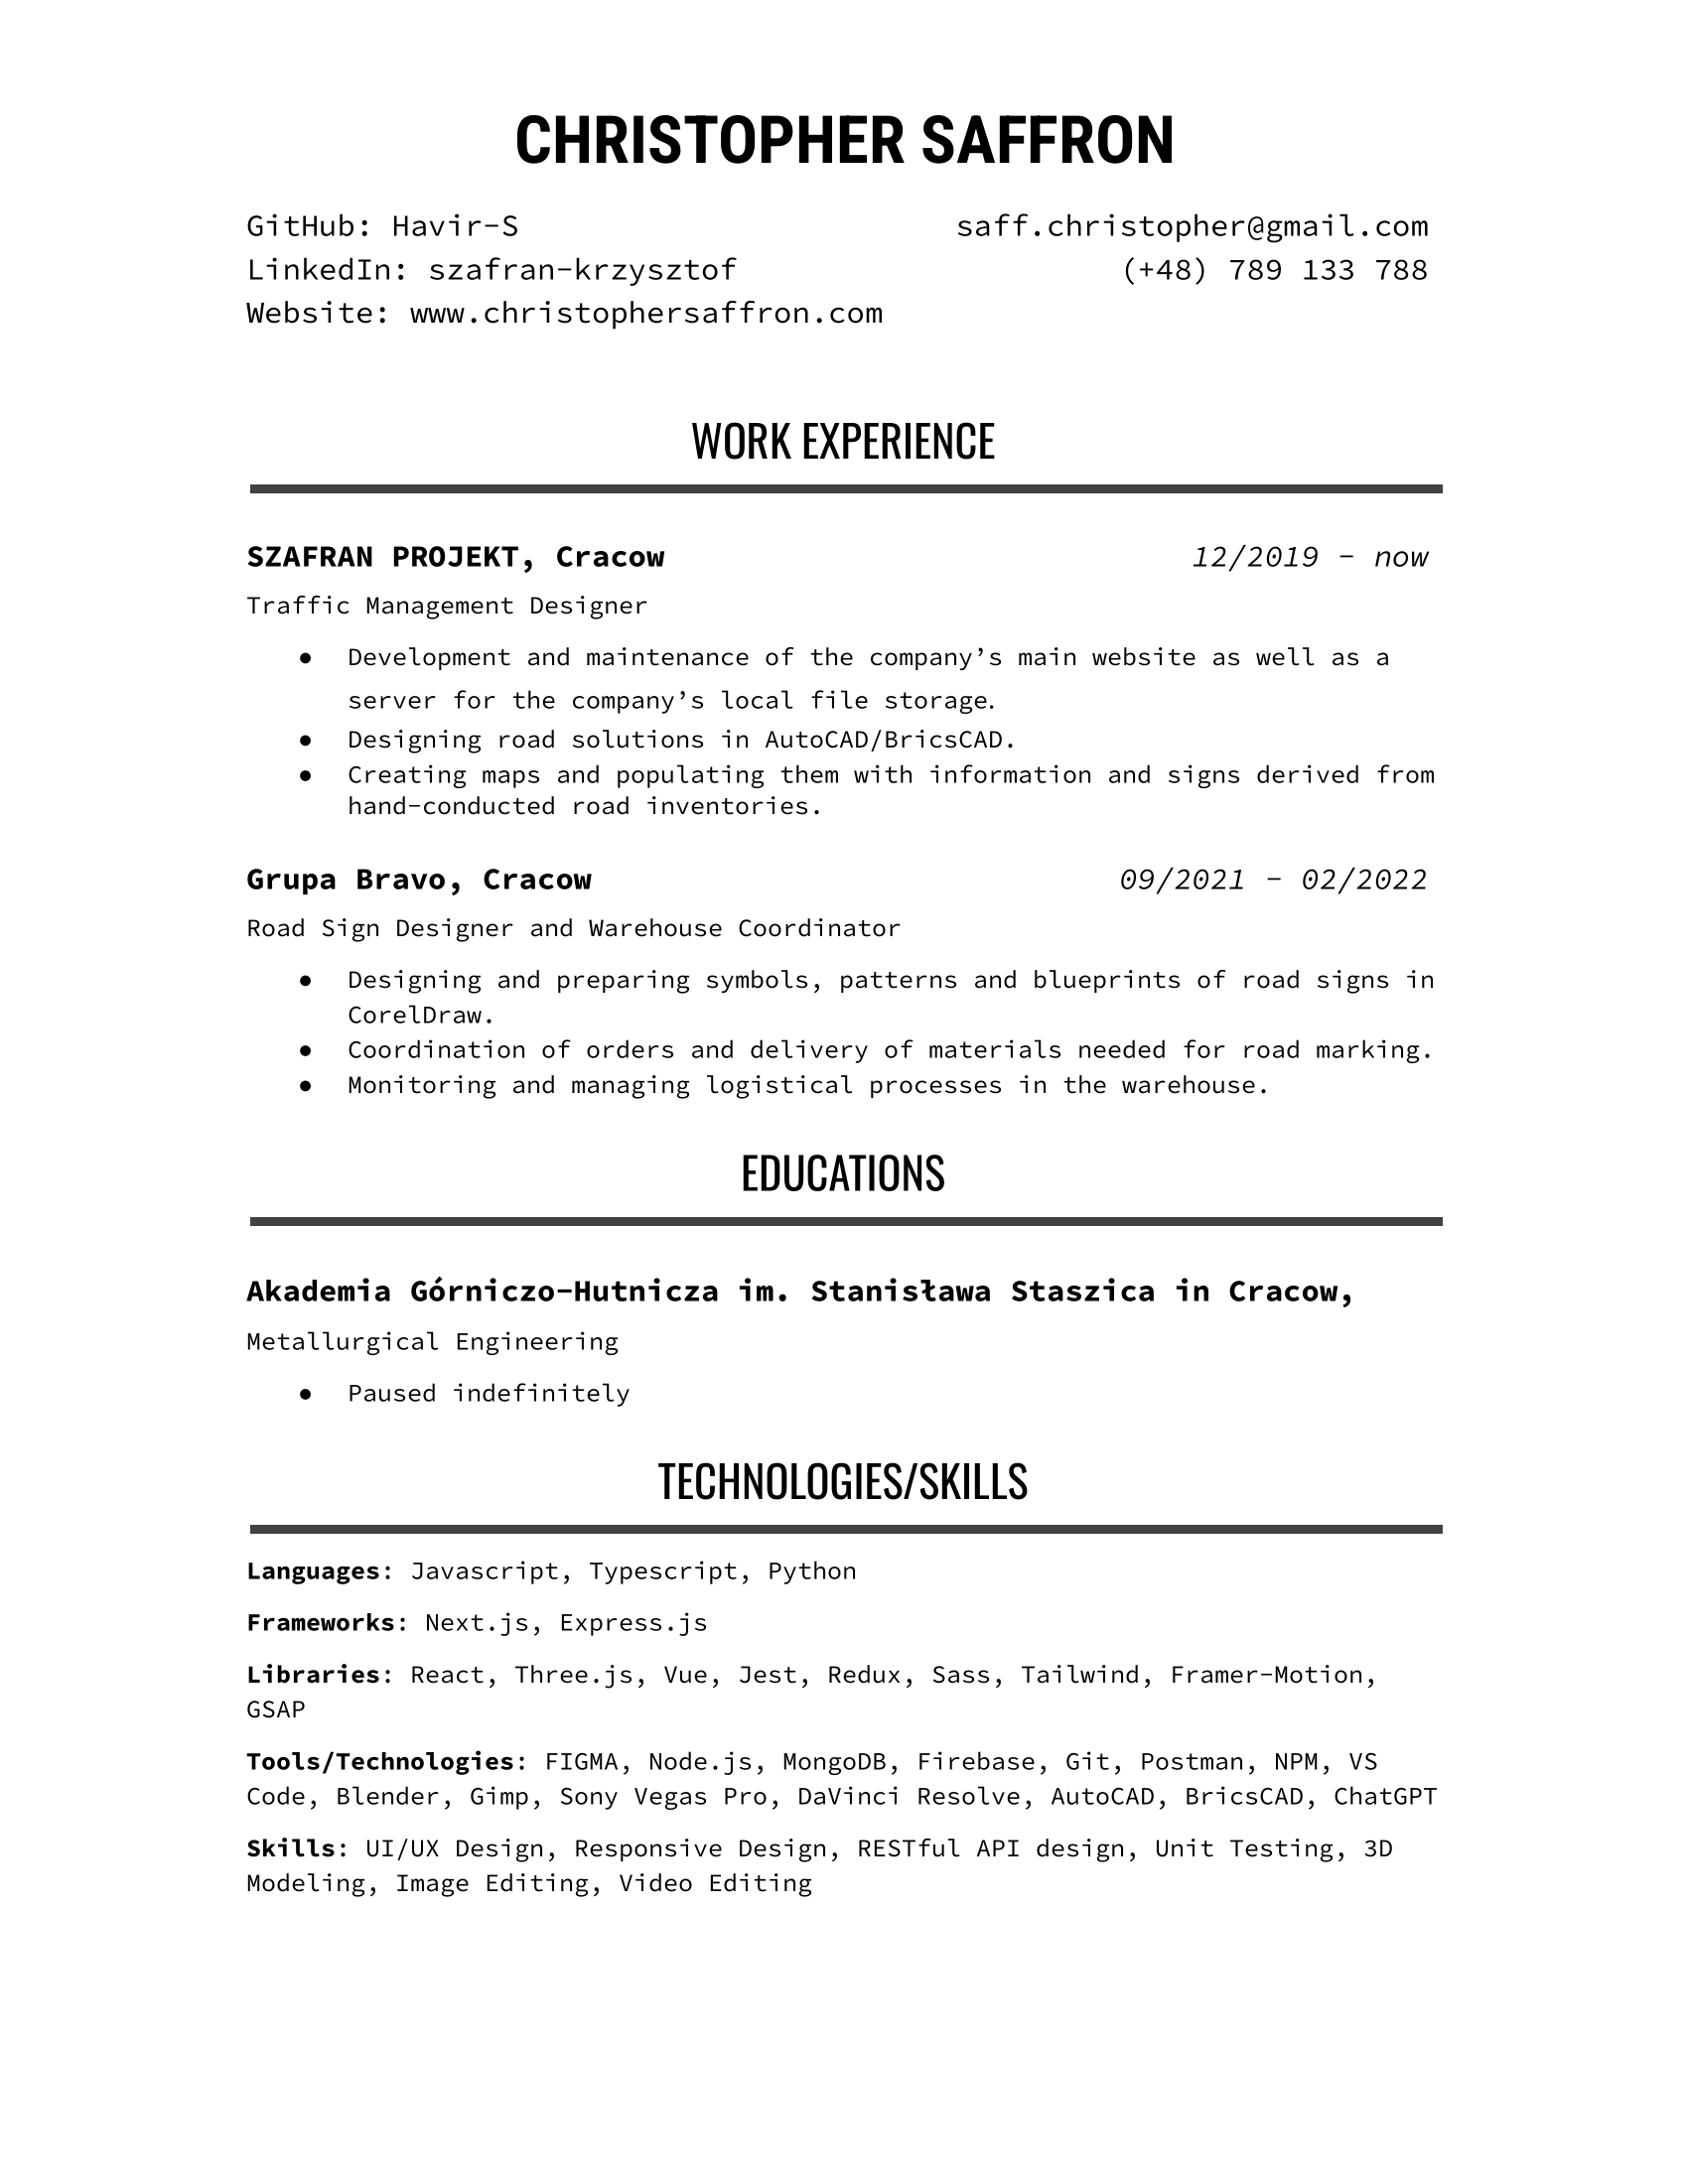 CHRISTOPHER SAFFRON
GitHub: Havir-S saff.christopher@gmail.com
LinkedIn: szafran-krzysztof (+48) 789 133 788
Website: www.christophersaffron.com
WORK EXPERIENCE
SZAFRAN PROJEKT, Cracow 12/2019 - now
Traffic Management Designer
● Development and maintenance of the company’s main website as well as a
server for the company’s local file storage.
● Designing road solutions in AutoCAD/BricsCAD.
● Creating maps and populating them with information and signs derived from
hand-conducted road inventories.
Grupa Bravo, Cracow 09/2021 - 02/2022
Road Sign Designer and Warehouse Coordinator
● Designing and preparing symbols, patterns and blueprints of road signs in
CorelDraw.
● Coordination of orders and delivery of materials needed for road marking.
● Monitoring and managing logistical processes in the warehouse.
EDUCATIONS
Akademia Górniczo-Hutnicza im. Stanisława Staszica in Cracow,
Metallurgical Engineering
● Paused indefinitely
TECHNOLOGIES/SKILLS
Languages: Javascript, Typescript, Python
Frameworks: Next.js, Express.js
Libraries: React, Three.js, Vue, Jest, Redux, Sass, Tailwind, Framer-Motion,
GSAP
Tools/Technologies: FIGMA, Node.js, MongoDB, Firebase, Git, Postman, NPM, VS
Code, Blender, Gimp, Sony Vegas Pro, DaVinci Resolve, AutoCAD, BricsCAD, ChatGPT
Skills: UI/UX Design, Responsive Design, RESTful API design, Unit Testing, 3D
Modeling, Image Editing, Video Editing